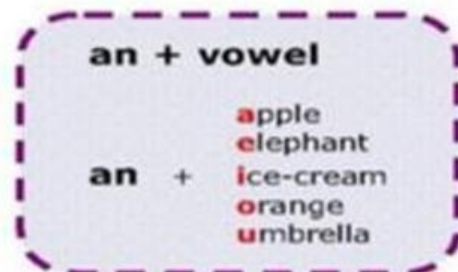 an + vowel
apple
elephant
an + ice-cream
orange
umbrella